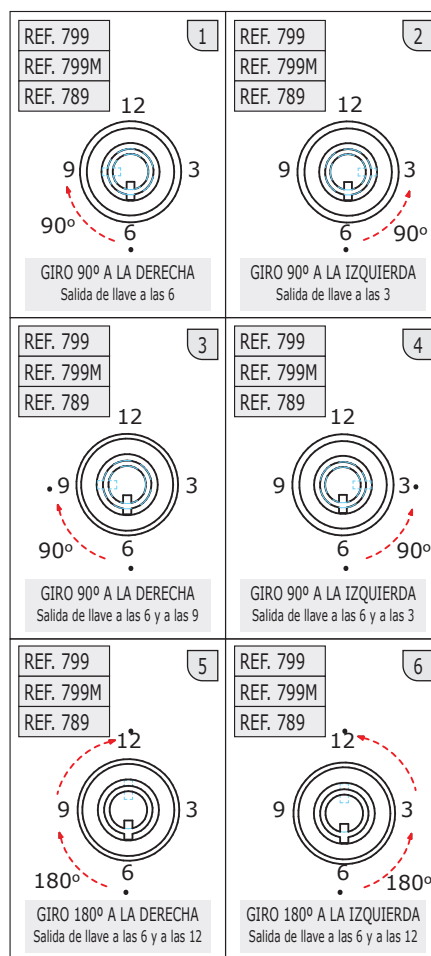 REF. 799
1
REF. 799M
REF. 789
12
9
3
90º
6
GIRO 90º A LA DERECHA
Salida de llave a las 6
REF. 799
2
REF. 799M
REF. 789
12
9
3
6
90º
GIRO 90º A LA IZQUIERDA
Salida de llave a las 3
REF. 799
3
REF. 799M
REF. 789
12
9
3
90º
6
GIRO 90º A LA DERECHA
Salida de llave a las 6 y a las 9
REF. 799
4
REF. 799M
REF. 789
12
9
3
6
90º
GIRO 90º A LA IZQUIERDA
Salida de llave a las 6 y a las 3
REF. 799
5
REF. 799M
REF. 789
12
9
3
6
180º
GIRO 180º A LA DERECHA
Salida de llave a las 6 y a las 12
REF. 799
6
REF. 799M
REF. 789
12
9
3
6
180º
GIRO 180º A LA IZQUIERDA
Salida de llave a las 6 y a las 12